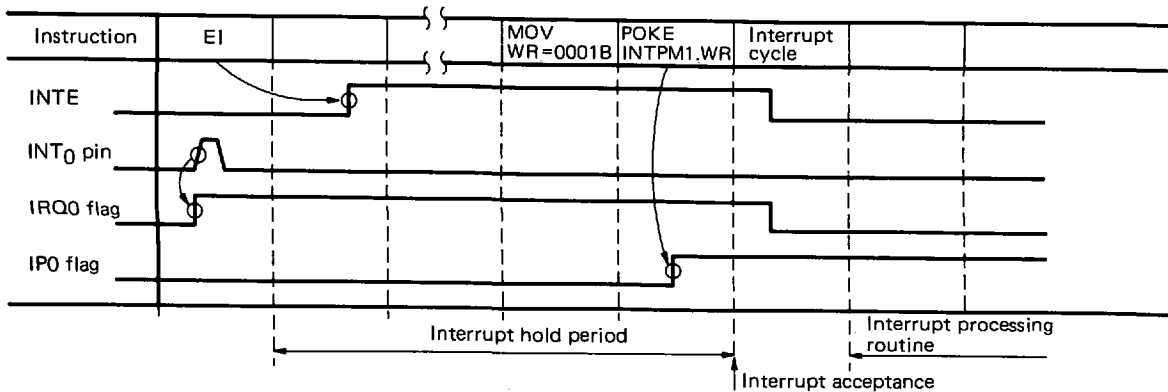 Instruction
EI
MOV
WR=0001B
POKE
INTPM1.WR
Interrupt
cycle
INTE
INT0 pin
IRQ0 flag
IP0 flag
Interrupt hold period
Interrupt processing
routine
Interrupt acceptance